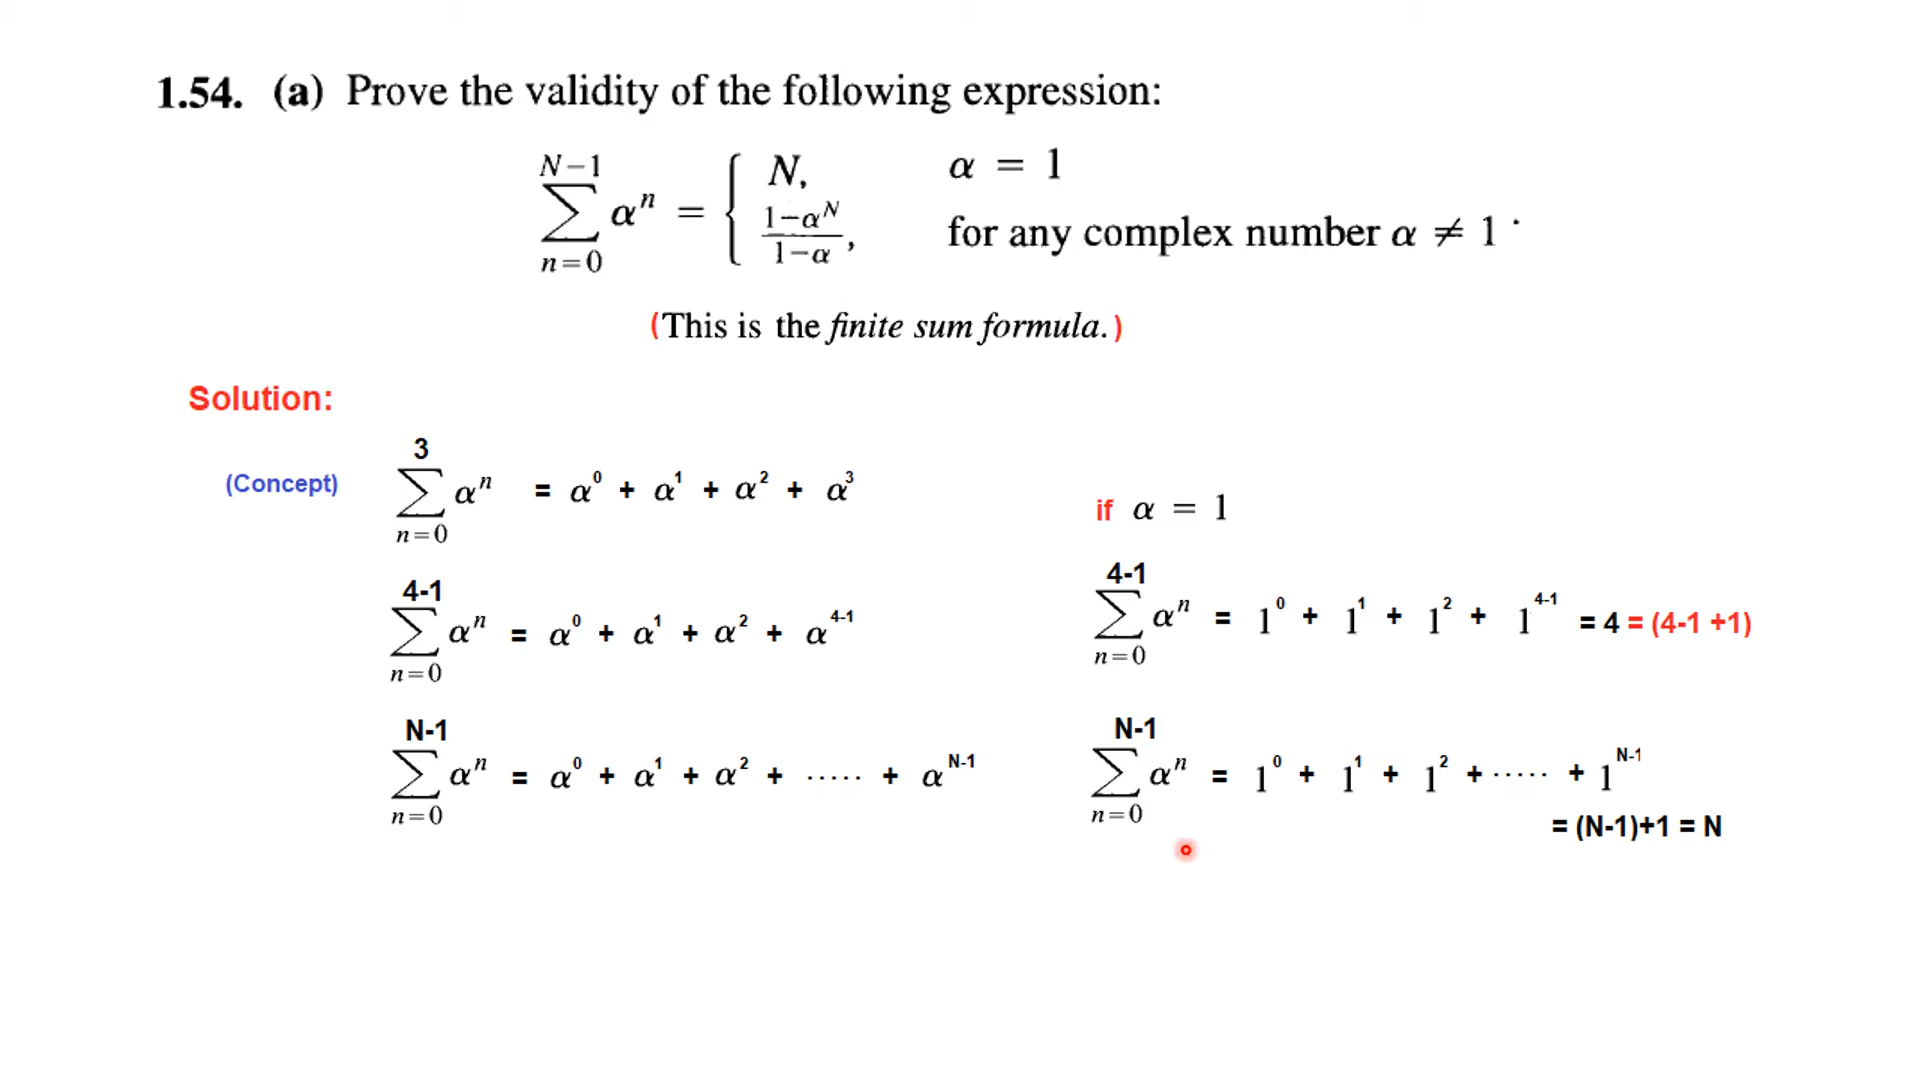 1.54. (a) Prove the validity of the following expression:
N−1
∑ αⁿ = { N, α = 1
n=0
1−α^N / 1−α, for any complex number α ≠ 1 .
(This is the finite sum formula.)
Solution:
(Concept)
3
∑ αⁿ = α⁰ + α¹ + α² + α³
n=0
4-1
∑ αⁿ = α⁰ + α¹ + α² + α^4-1
n=0
N-1
∑ αⁿ = α⁰ + α¹ + α² + ····· + α^N-1
n=0
if α = 1
4-1
∑ αⁿ = 1⁰ + 1¹ + 1² + 1^4-1 = 4 = (4-1 +1)
n=0
N-1
∑ αⁿ = 1⁰ + 1¹ + 1² + ····· + 1^N-1
n=0
= (N-1)+1 = N